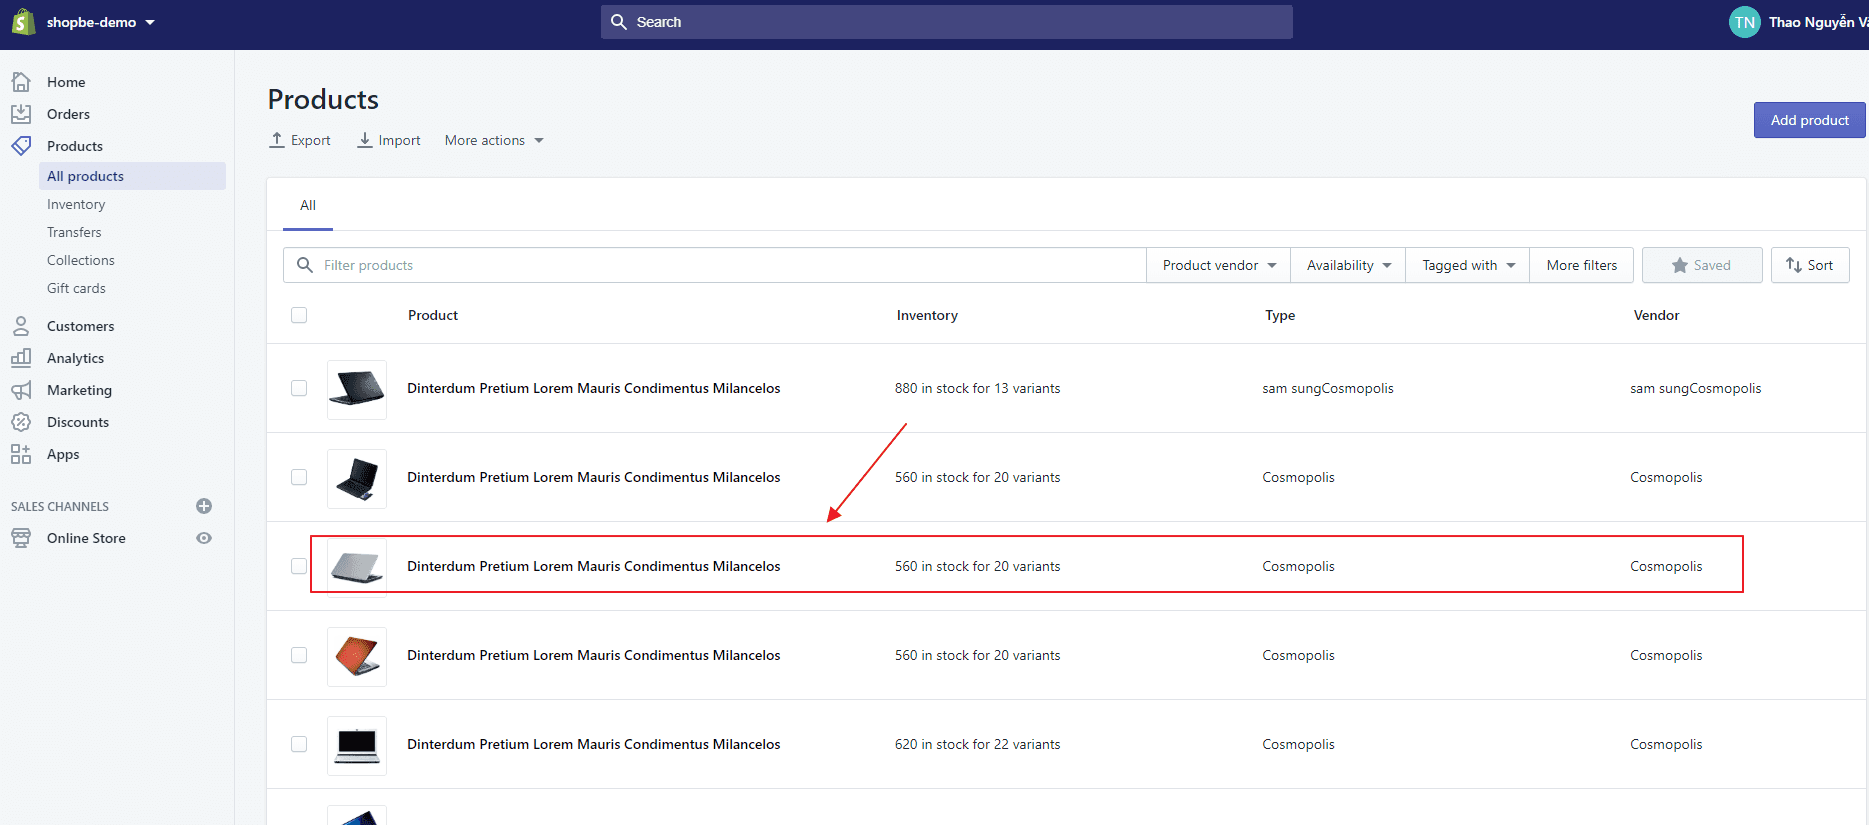 shopbe-demo
Search
TN Thao Nguyễn
Home
Orders
Products
All products
Inventory
Transfers
Collections
Gift cards
Customers
Analytics
Marketing
Discounts
Apps
SALES CHANNELS
Online Store
Products
Export Import More actions
Add product
All
Filter products Product vendor Availability Tagged with More filters Saved Sort
Product Inventory Type Vendor
Dinterdum Pretium Lorem Mauris Condimentus Milancelos 880 in stock for 13 variants sam sungCosmopolis sam sungCosmopolis
Dinterdum Pretium Lorem Mauris Condimentus Milancelos 560 in stock for 20 variants Cosmopolis Cosmopolis
Dinterdum Pretium Lorem Mauris Condimentus Milancelos 560 in stock for 20 variants Cosmopolis Cosmopolis
Dinterdum Pretium Lorem Mauris Condimentus Milancelos 560 in stock for 20 variants Cosmopolis Cosmopolis
Dinterdum Pretium Lorem Mauris Condimentus Milancelos 620 in stock for 22 variants Cosmopolis Cosmopolis